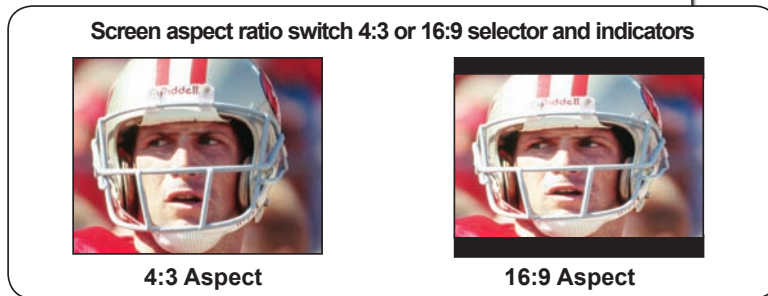 Screen aspect ratio switch 4:3 or 16:9 selector and indicators
Riddell
Riddell
4:3 Aspect
16:9 Aspect